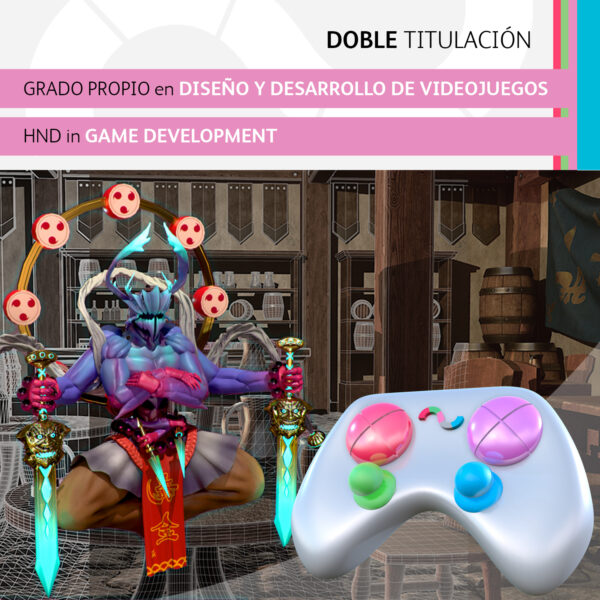 DOBLE TITULACIÓN
GRADO PROPIO en DISEÑO Y DESARROLLO DE VIDEOJUEGOS
HND in GAME DEVELOPMENT